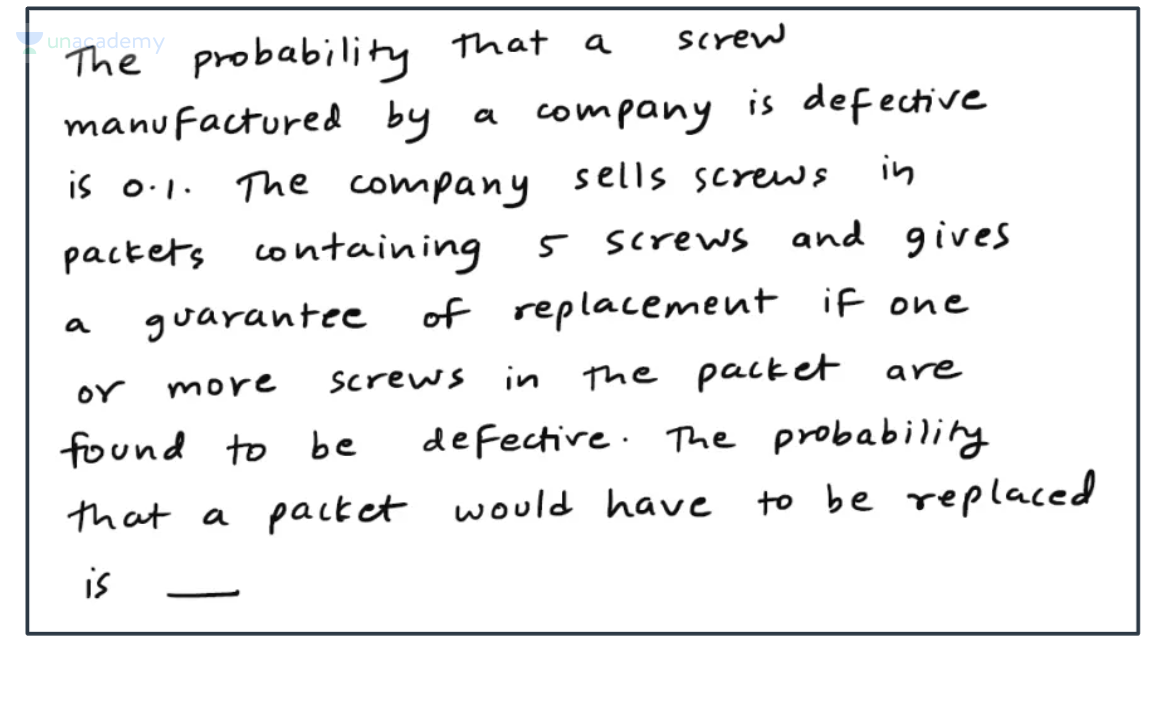 unacademy
The probability that a screw
manufactured by a company is defective
is 0.1. The company sells screws in
packets containing 5 screws and gives
a guarantee of replacement if one
or more screws in the packet are
found to be defective. The probability
that a packet would have to be replaced
is ___